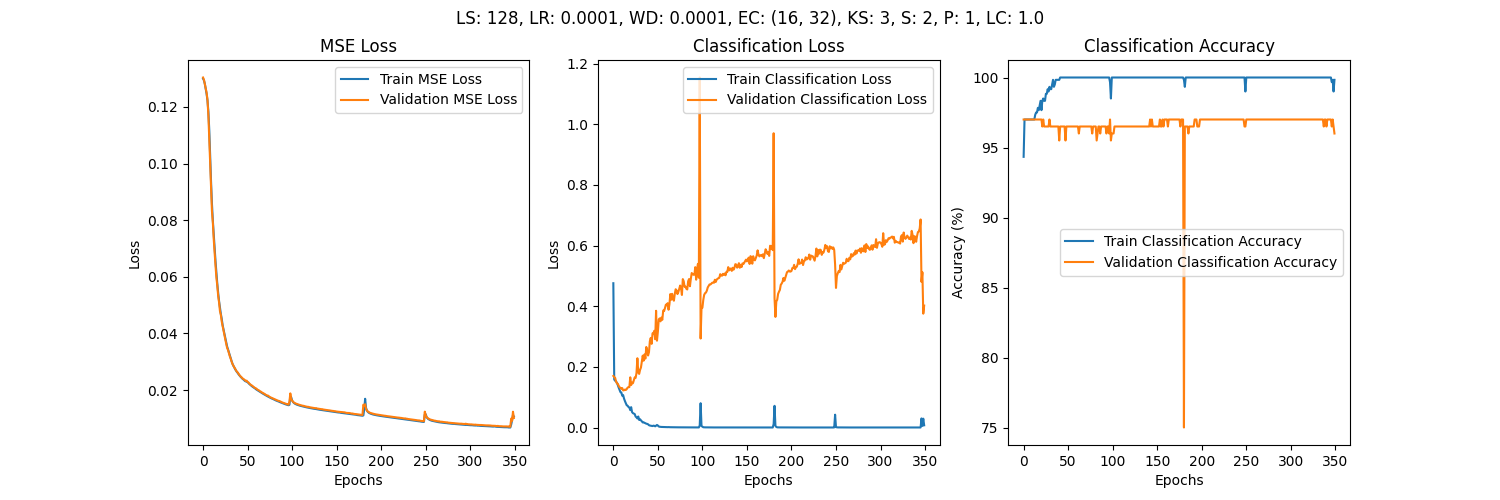 LS: 128, LR: 0.0001, WD: 0.0001, EC: (16, 32), KS: 3, S: 2, P: 1, LC: 1.0
MSE Loss
Train MSE Loss
Validation MSE Loss
Loss
0.12
0.10
0.08
0.06
0.04
0.02
0
50
100
150
200
250
300
350
Epochs
Classification Loss
Train Classification Loss
Validation Classification Loss
Loss
1.2
1.0
0.8
0.6
0.4
0.2
0.0
0
50
100
150
200
250
300
350
Epochs
Classification Accuracy
Train Classification Accuracy
Validation Classification Accuracy
Accuracy (%)
100
95
90
85
80
75
0
50
100
150
200
250
300
350
Epochs